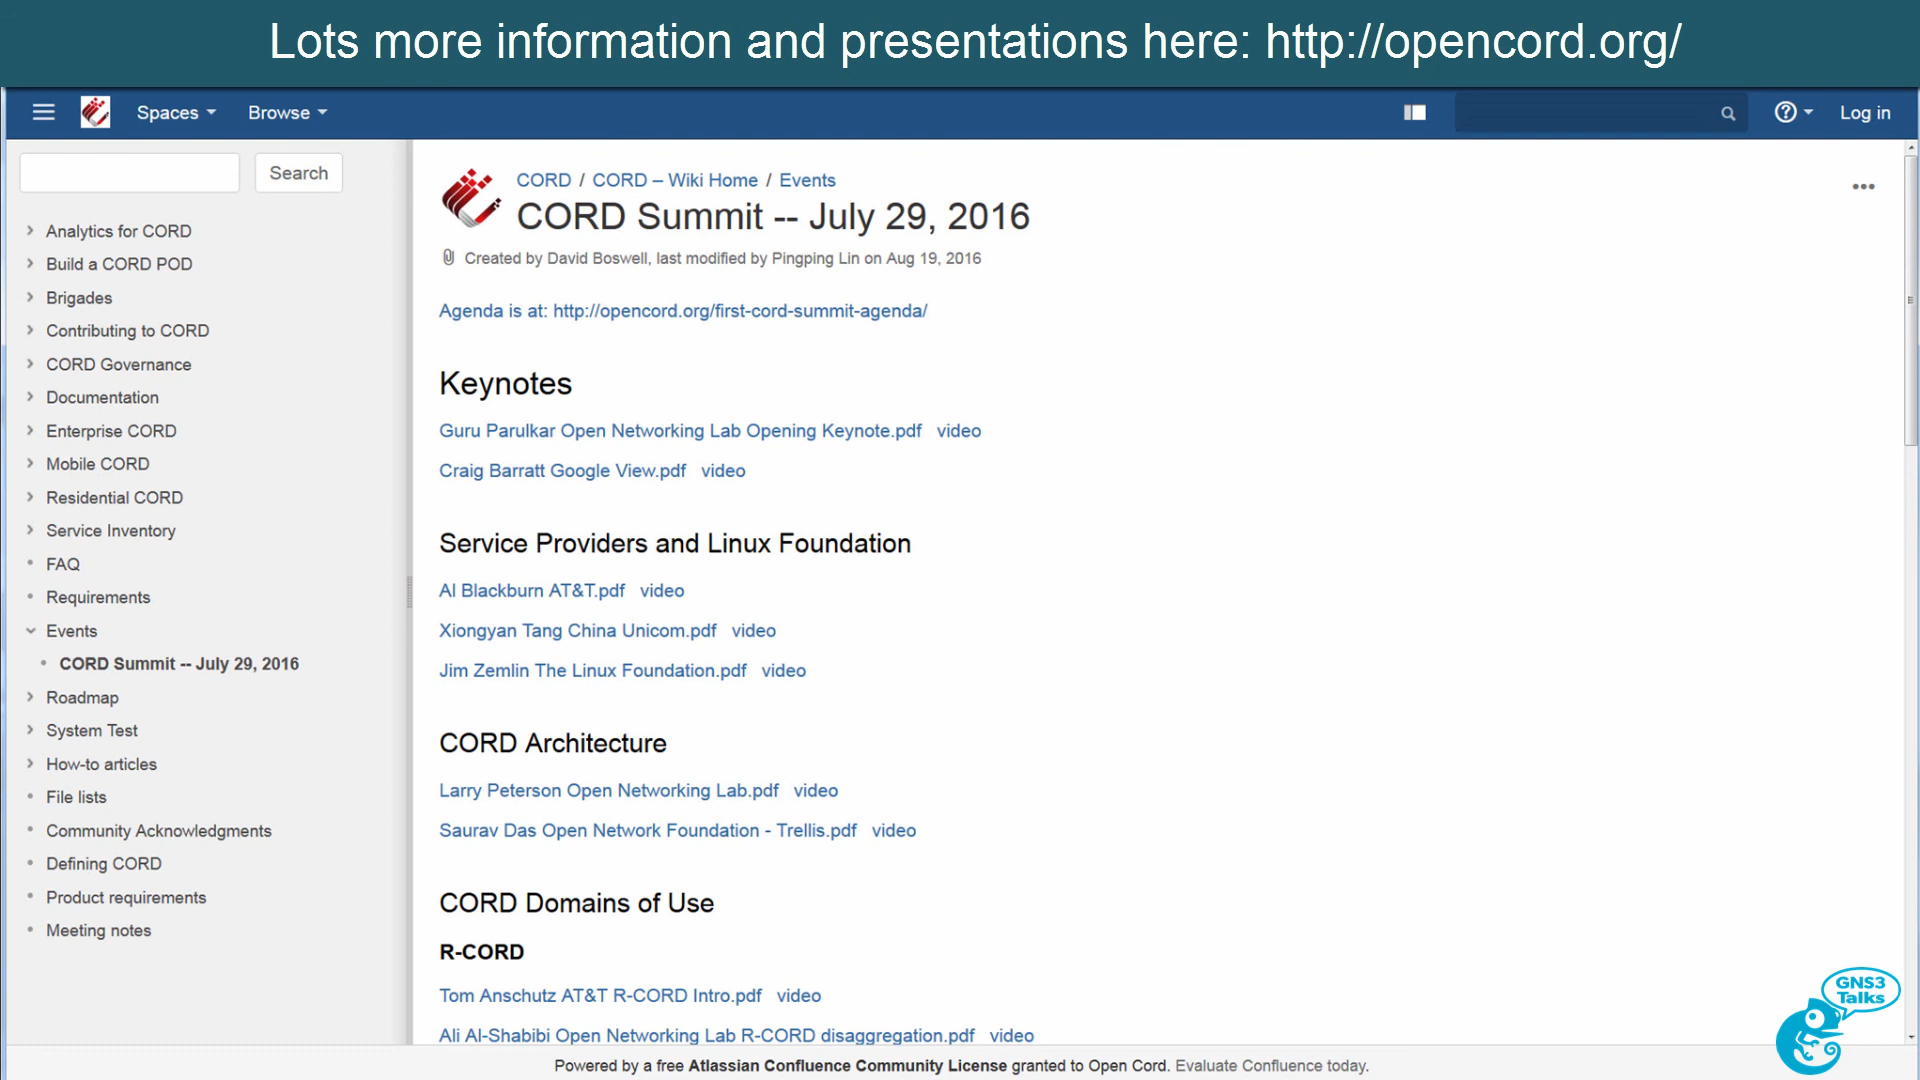 Lots more information and presentations here: http://opencord.org/
Spaces Browse Log in
Search
Analytics for CORD
Build a CORD POD
Brigades
Contributing to CORD
CORD Governance
Documentation
Enterprise CORD
Mobile CORD
Residential CORD
Service Inventory
FAQ
Requirements
Events
CORD Summit -- July 29, 2016
Roadmap
System Test
How-to articles
File lists
Community Acknowledgments
Defining CORD
Product requirements
Meeting notes
CORD / CORD – Wiki Home / Events
CORD Summit -- July 29, 2016
Created by David Boswell, last modified by Pingping Lin on Aug 19, 2016
Agenda is at: http://opencord.org/first-cord-summit-agenda/
Keynotes
Guru Parulkar Open Networking Lab Opening Keynote.pdf video
Craig Barratt Google View.pdf video
Service Providers and Linux Foundation
Al Blackburn AT&T.pdf video
Xiongyan Tang China Unicom.pdf video
Jim Zemlin The Linux Foundation.pdf video
CORD Architecture
Larry Peterson Open Networking Lab.pdf video
Saurav Das Open Network Foundation - Trellis.pdf video
CORD Domains of Use
R-CORD
Tom Anschutz AT&T R-CORD Intro.pdf video
Ali Al-Shabibi Open Networking Lab R-CORD disaggregation.pdf video
GNS3
Talks
Powered by a free Atlassian Confluence Community License granted to Open Cord. Evaluate Confluence today.